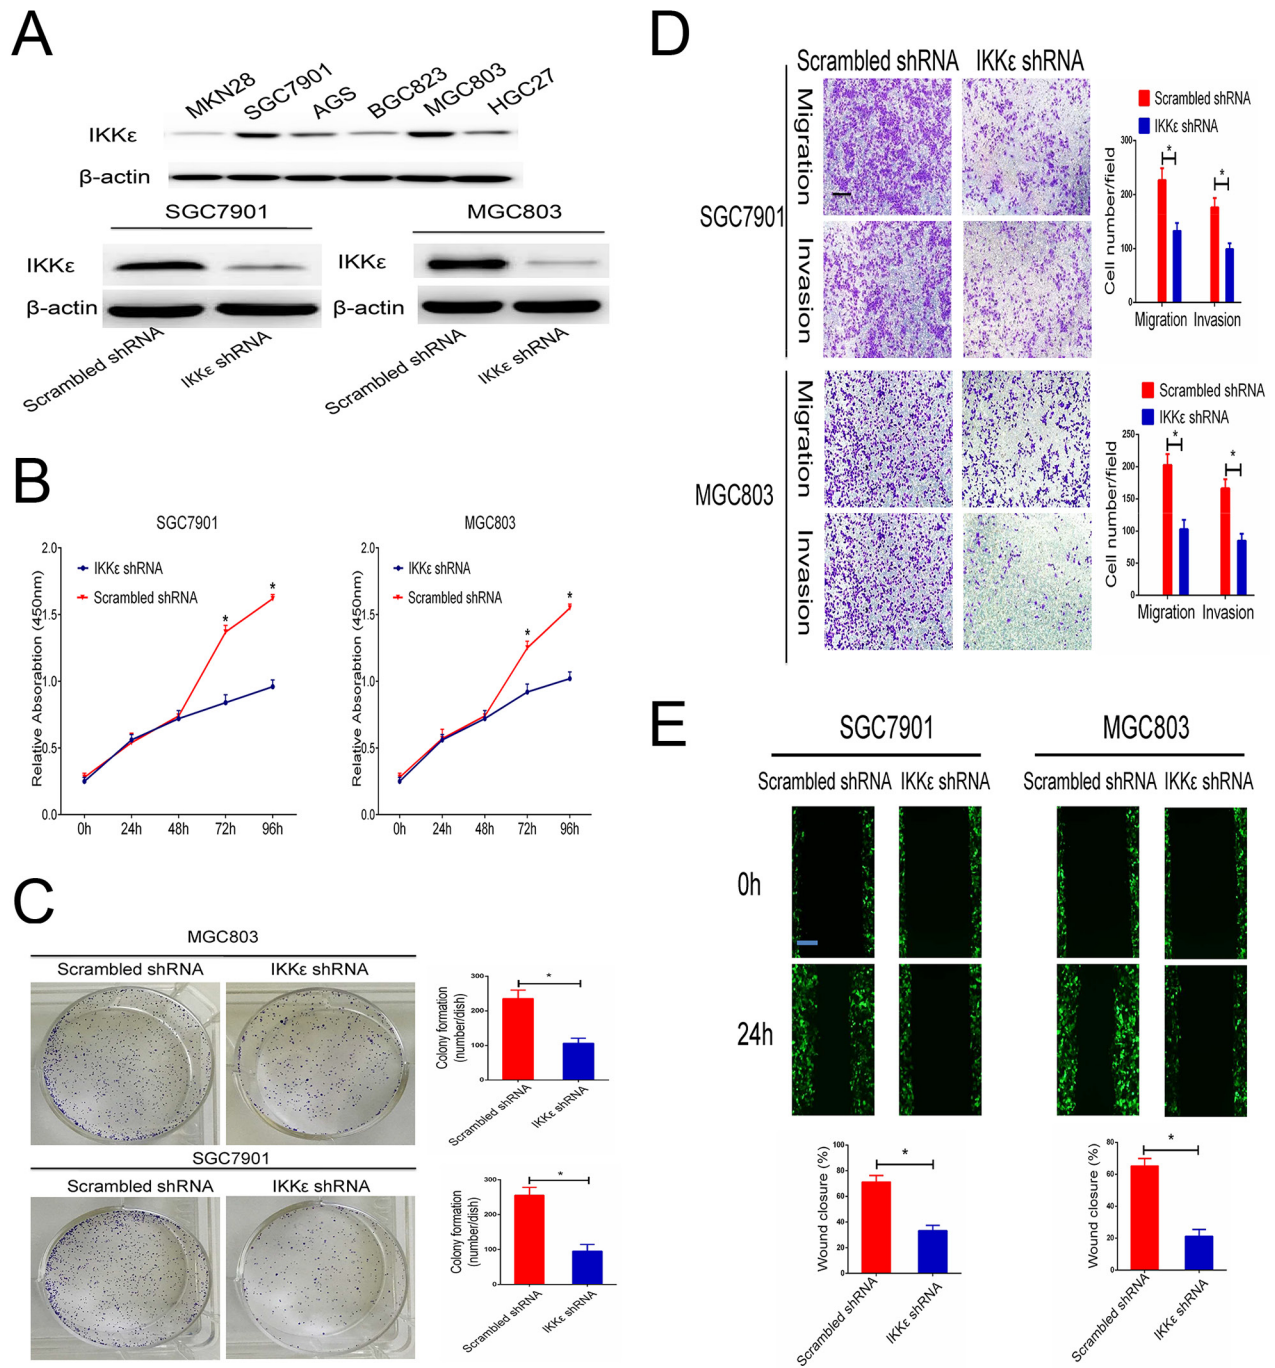 A
MKN28 SGC7901 AGS BGC823 MGC803 HGC27
IKKε
β-actin
SGC7901 MGC803
IKKε IKKε
β-actin β-actin
Scrambled shRNA IKKε shRNA Scrambled shRNA IKKε shRNA
B
SGC7901 MGC803
2.0 2.0
IKKε shRNA IKKε shRNA
Scrambled shRNA Scrambled shRNA
* * * *
1.5 1.5
1.0 1.0
0.5 0.5
0.0 0.0
Relative Absorabtion (450nm) Relative Absorabtion (450nm)
0h 24h 48h 72h 96h 0h 24h 48h 72h 96h
C
MGC803
Scrambled shRNA IKKε shRNA
Colony formation
(number/dish)
300
200
100
0
*
Scrambled shRNA IKKε shRNA
SGC7901
Scrambled shRNA IKKε shRNA
Colony formation
(number/dish)
300
200
100
0
*
Scrambled shRNA IKKε shRNA
D
Scrambled shRNA IKKε shRNA
SGC7901
Migration
Invasion
Scrambled shRNA
IKKε shRNA
Cell number/field
300
200
100
0
* *
Migration Invasion
MGC803
Migration
Invasion
Scrambled shRNA
IKKε shRNA
Cell number/field
250
200
150
100
50
0
* *
Migration Invasion
E
SGC7901 MGC803
Scrambled shRNA IKKε shRNA Scrambled shRNA IKKε shRNA
0h
24h
Wound closure (%)
100
80
60
40
20
0
*
Scrambled shRNA IKKε shRNA
Wound closure (%)
80
60
40
20
0
*
Scrambled shRNA IKKε shRNA